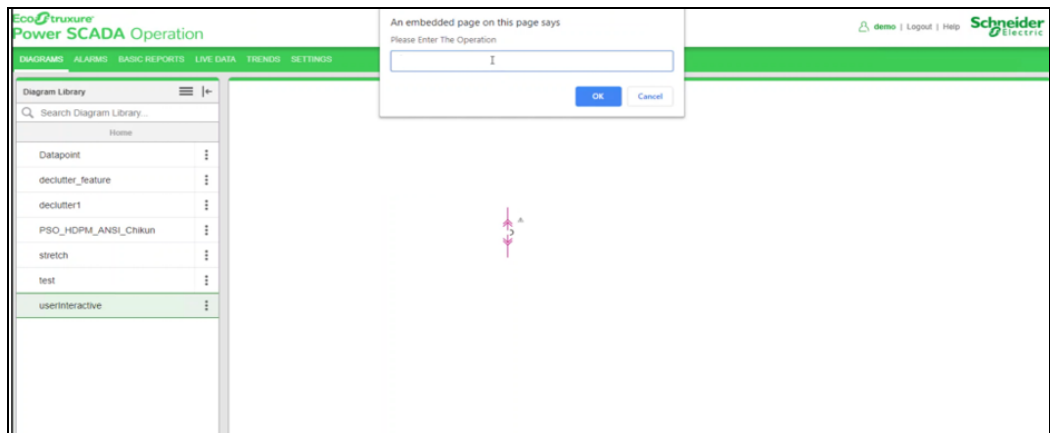 EcoStruxure
Power SCADA Operation
An embedded page on this page says
Please Enter The Operation
OK Cancel
demo | Logout | Help
Schneider
Electric
DIAGRAMS ALARMS BASIC REPORTS LIVE DATA TRENDS SETTINGS
Diagram Library
Search Diagram Library...
Home
Datapoint
declutter_feature
declutter1
PSO_HDPM_ANSI_Chikun
stretch
test
userInteractive